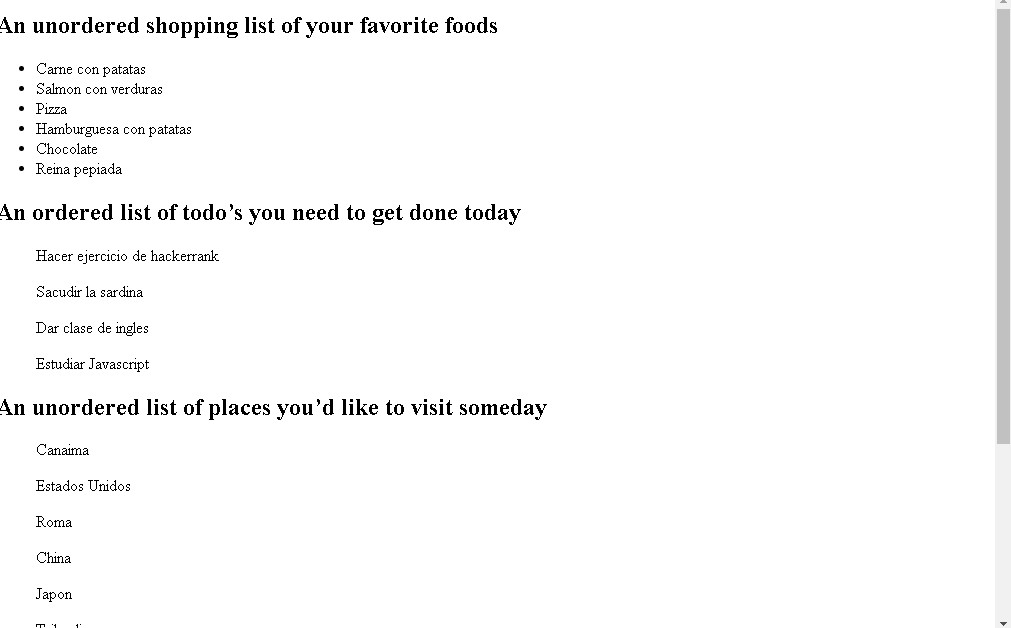 An unordered shopping list of your favorite foods
Carne con patatas
Salmon con verduras
Pizza
Hamburguesa con patatas
Chocolate
Reina pepiada
An ordered list of todo’s you need to get done today
Hacer ejercicio de hackerrank
Sacudir la sardina
Dar clase de ingles
Estudiar Javascript
An unordered list of places you’d like to visit someday
Canaima
Estados Unidos
Roma
China
Japon